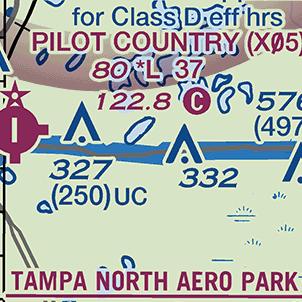 for Class D eff hrs
PILOT COUNTRY (XØ5)
80 *L 37
122.8 C
576
(497
327
(250) UC
332
I
TAMPA NORTH AERO PARK